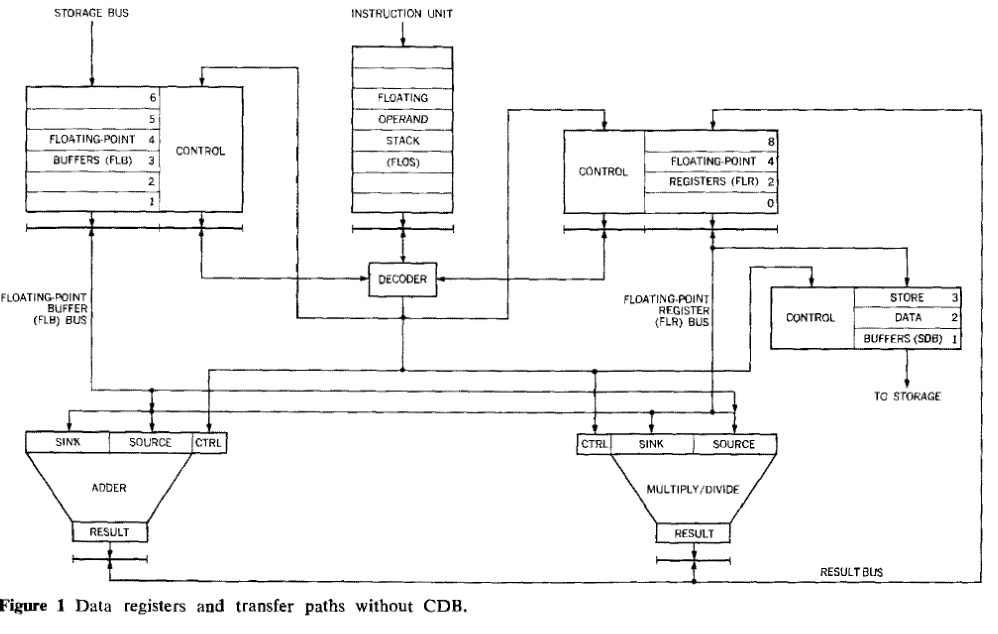 STORAGE BUS
INSTRUCTION UNIT
6
5
FLOATING-POINT 4
BUFFERS (FLB) 3
2
1
CONTROL
FLOATING
OPERAND
STACK
(FLOS)
CONTROL
8
FLOATING-POINT 4
REGISTERS (FLR) 2
0
DECODER
FLOATING-POINT
BUFFER
(FLB) BUS
FLOATING-POINT
REGISTER
(FLR) BUS
CONTROL
STORE 3
DATA 2
BUFFERS (SDB) 1
TO STORAGE
SINK SOURCE CTRL
ADDER
RESULT
CTRL SINK SOURCE
MULTIPLY/DIVIDE
RESULT
RESULT BUS
Figure 1 Data registers and transfer paths without CDB.